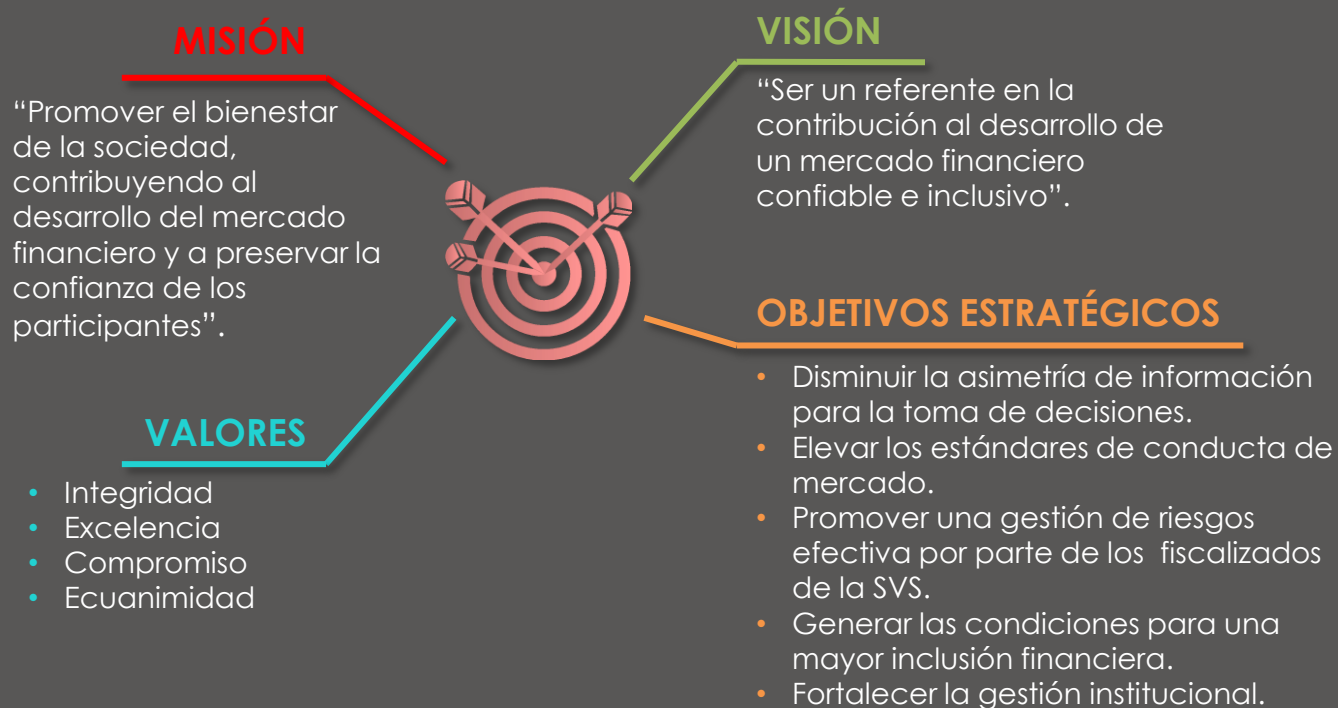 MISIÓN
“Promover el bienestar
de la sociedad,
contribuyendo al
desarrollo del mercado
financiero y a preservar la
confianza de los
participantes”.
VISIÓN
“Ser un referente en la
contribución al desarrollo de
un mercado financiero
confiable e inclusivo”.
VALORES
• Integridad
• Excelencia
• Compromiso
• Ecuanimidad
OBJETIVOS ESTRATÉGICOS
• Disminuir la asimetría de información
para la toma de decisiones.
• Elevar los estándares de conducta de
mercado.
• Promover una gestión de riesgos
efectiva por parte de los fiscalizados
de la SVS.
• Generar las condiciones para una
mayor inclusión financiera.
• Fortalecer la gestión institucional.